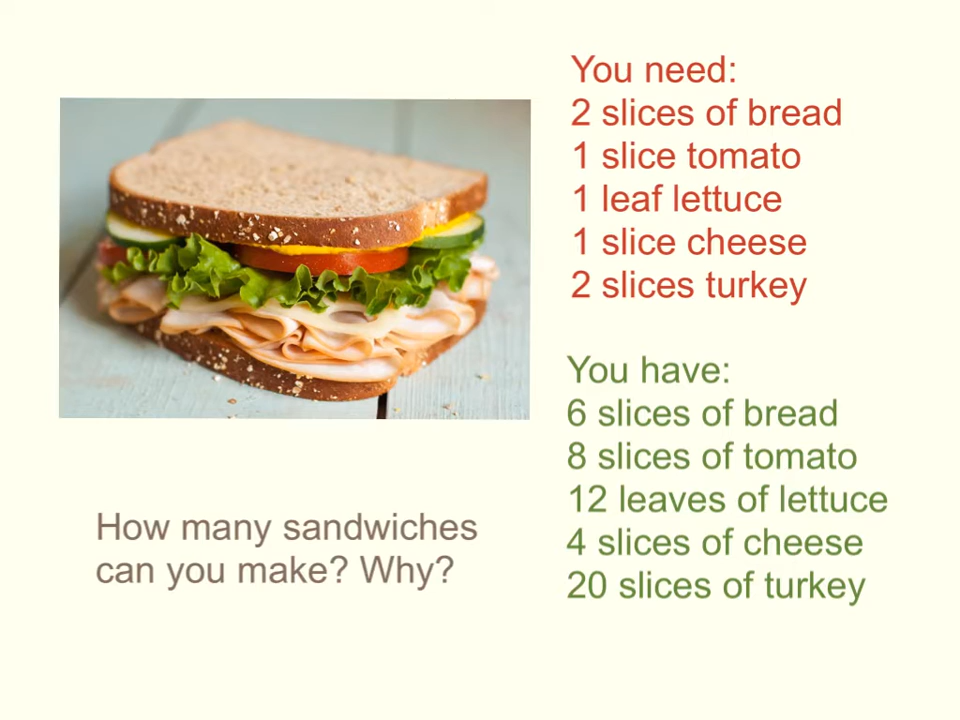 You need:
2 slices of bread
1 slice tomato
1 leaf lettuce
1 slice cheese
2 slices turkey
You have:
6 slices of bread
8 slices of tomato
12 leaves of lettuce
4 slices of cheese
20 slices of turkey
How many sandwiches
can you make? Why?